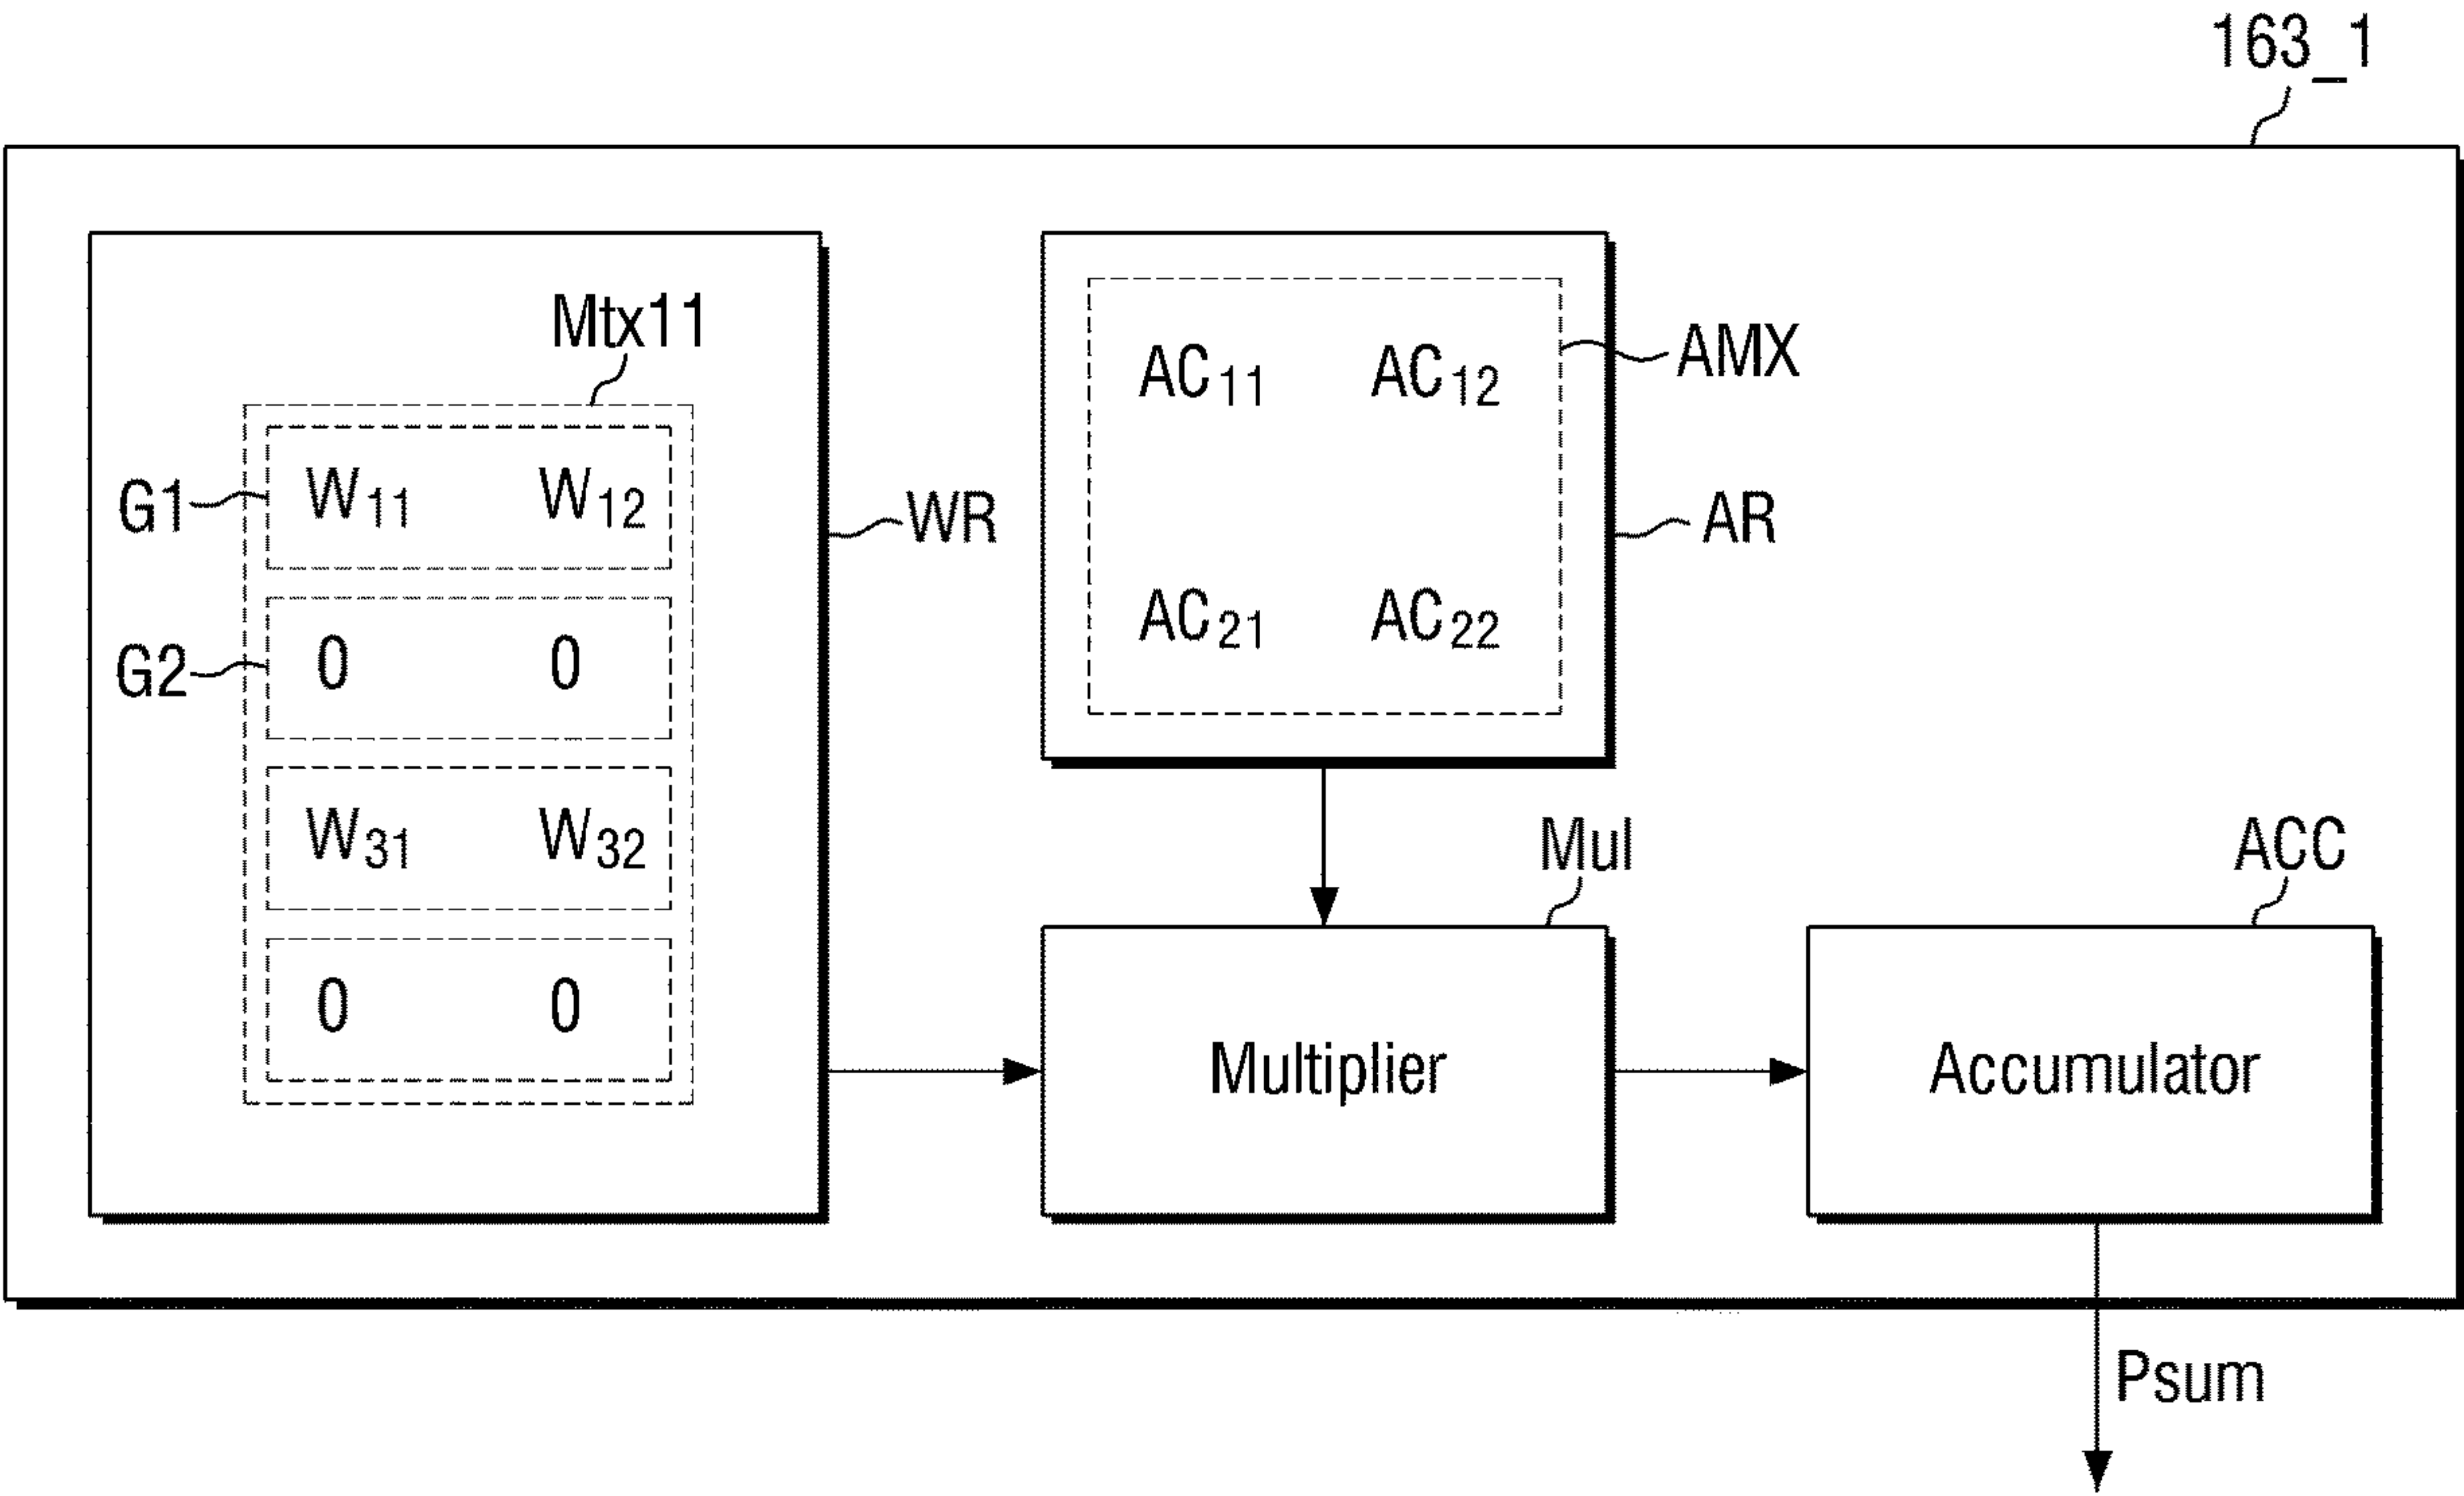 163_1
Mtx11
AC11 AC12
AMX
G1
W11 W12
WR
AR
G2
0 0
AC21 AC22
W31 W32
Mul
ACC
0 0
Multiplier
Accumulator
Psum